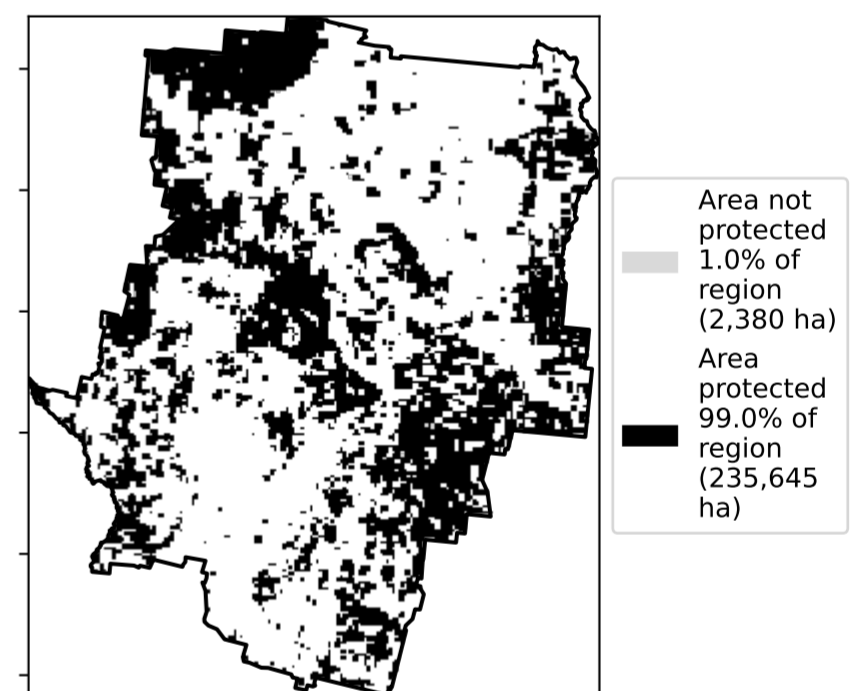 Area not
protected
1.0% of
region
(2,380 ha)
Area
protected
99.0% of
region
(235,645
ha)